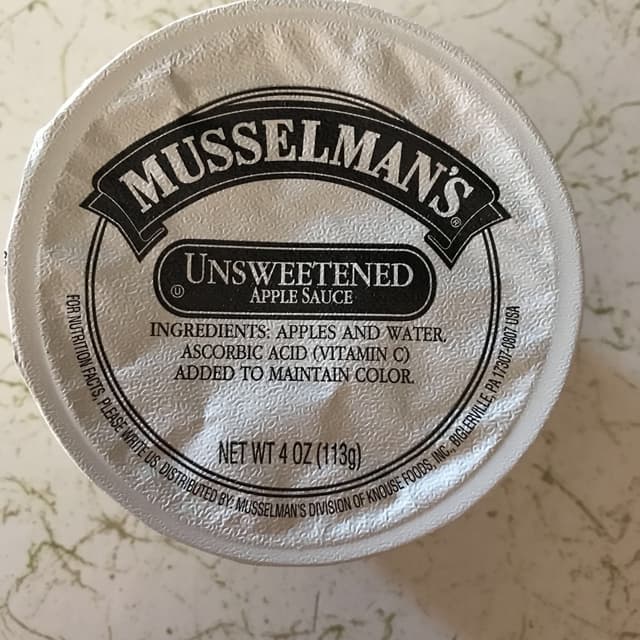 MUSSELMAN'S®
Ⓤ UNSWEETENED
APPLE SAUCE
INGREDIENTS: APPLES AND WATER,
ASCORBIC ACID (VITAMIN C)
ADDED TO MAINTAIN COLOR.
NET WT 4 OZ (113g)
FOR NUTRITION FACTS, PLEASE WRITE US. DISTRIBUTED BY: MUSSELMAN'S DIVISION OF KNOUSE FOODS, INC., BIGLERVILLE, PA 17307-0807 USA